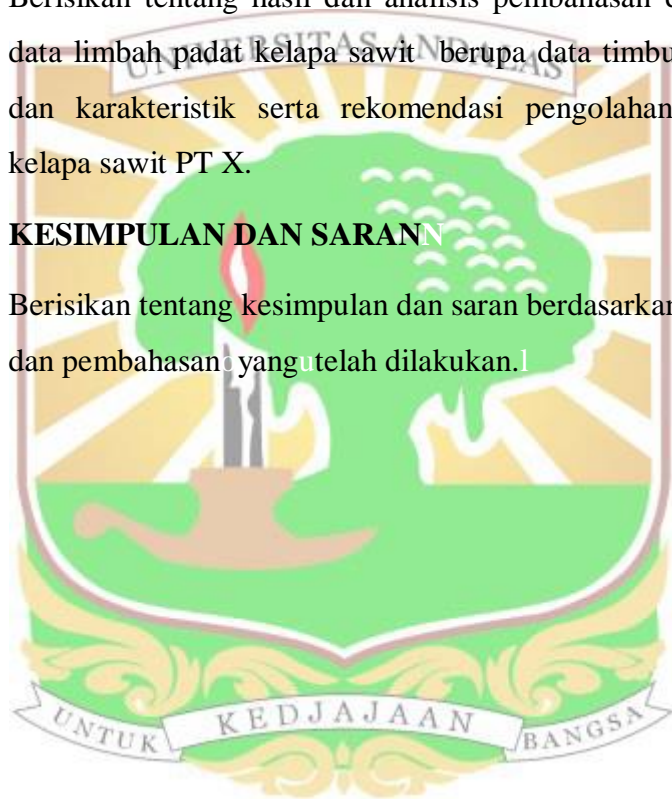 Berisikan tentang hasil dan analisis pembahasan
data limbah padat kelapa sawit berupa data timbu
UNIVERSITAS ANDALAS
dan karakteristik serta rekomendasi pengolahan
kelapa sawit PT X.
KESIMPULAN DAN SARANN
Berisikan tentang kesimpulan dan saran berdasarkan
dan pembahasan yang telah dilakukan.
UNTUK KEDJAJAAN BANGSA